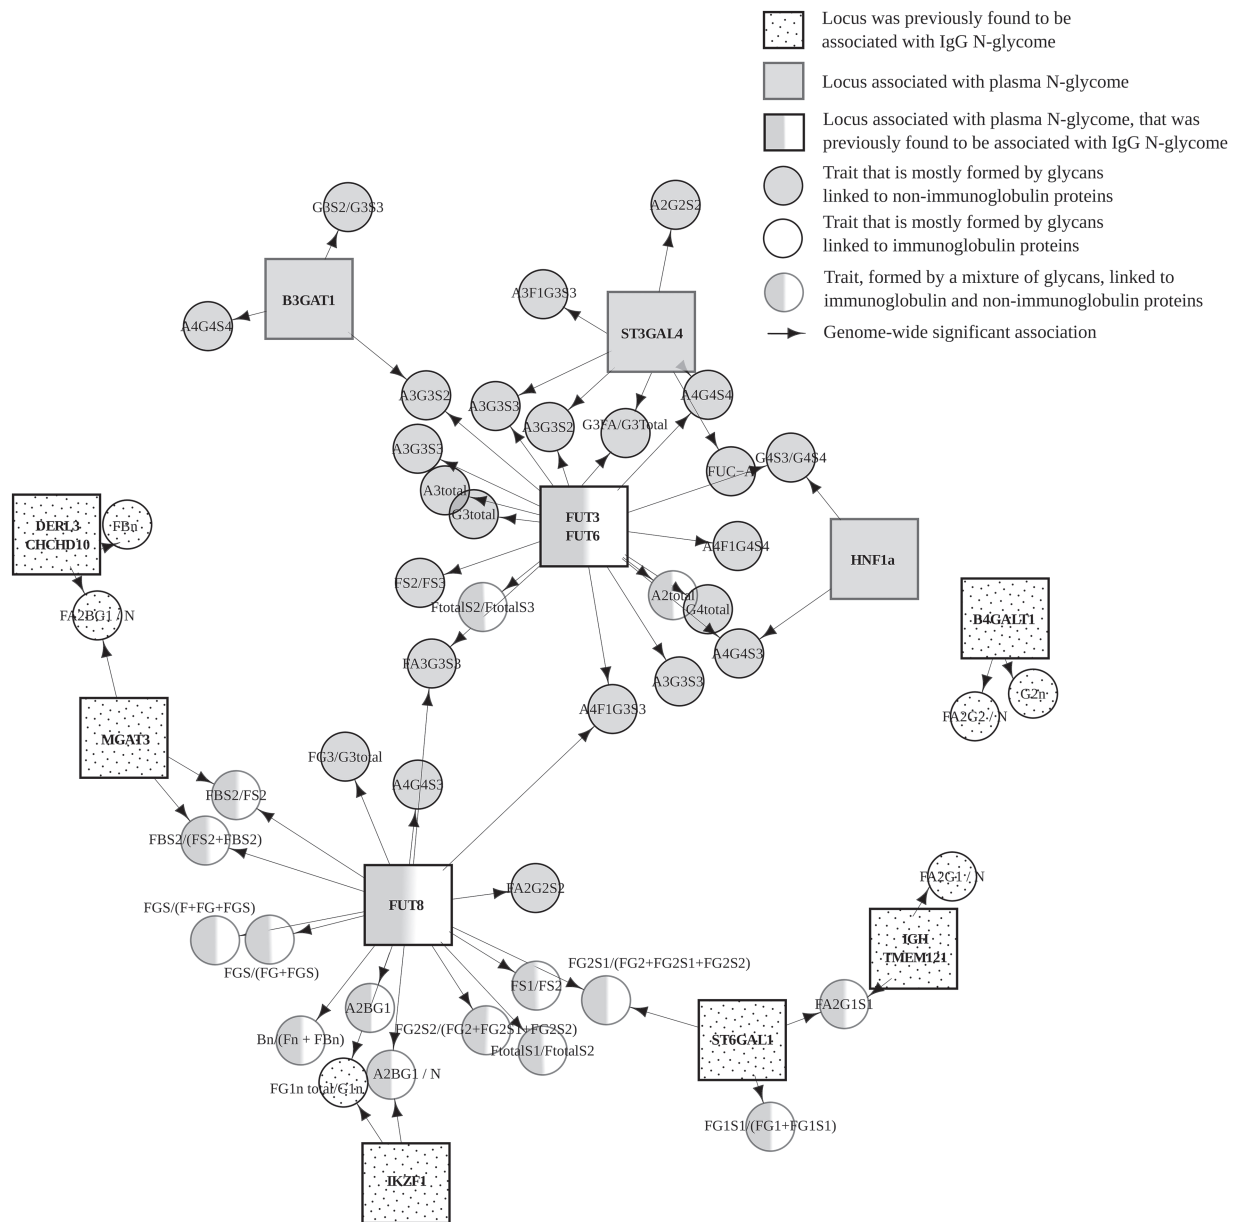 Locus was previously found to be
associated with IgG N-glycome
Locus associated with plasma N-glycome
Locus associated with plasma N-glycome, that was
previously found to be associated with IgG N-glycome
Trait that is mostly formed by glycans
linked to non-immunoglobulin proteins
Trait that is mostly formed by glycans
linked to immunoglobulin proteins
Trait, formed by a mixture of glycans, linked to
immunoglobulin and non-immunoglobulin proteins
Genome-wide significant association
G3S2/G3S3
A2G2S2
B3GAT1
A3F1G3S3
A4G4S4
ST3GAL4
A3G3S2
A3G3S3
A4G4S4
A3G3S2
G3FA/G3Total
A3G3S3
FUC-A
G4S3/G4S4
A3total
G3total
FUT3
FUT6
DERL3
CHCHD10
FBn
A4F1G4S4
HNF1a
FS2/FS3
FtotalS2/FtotalS3
A2total
G4total
FA2BG1 / N
B4GALT1
FA3G3S3
A4G4S3
A3G3S3
A4F1G3S3
FA2G2 / N
G2n
MGAT3
FG3/G3total
A4G4S3
FBS2/FS2
FBS2/(FS2+FBS2)
FUT8
FA2G2S2
FA2G1 / N
FGS/(F+FG+FGS)
FGS/(FG+FGS)
IGH
TMEM121
FG2S1/(FG2+FG2S1+FG2S2)
FS1/FS2
A2BG1
FA2G1S1
FG2S2/(FG2+FG2S1+FG2S2)
Bn/(Fn + FBn)
FtotalS1/FtotalS2
ST6GAL1
A2BG1 / N
FG1n total/G1n
FG1S1/(FG1+FG1S1)
IKZF1